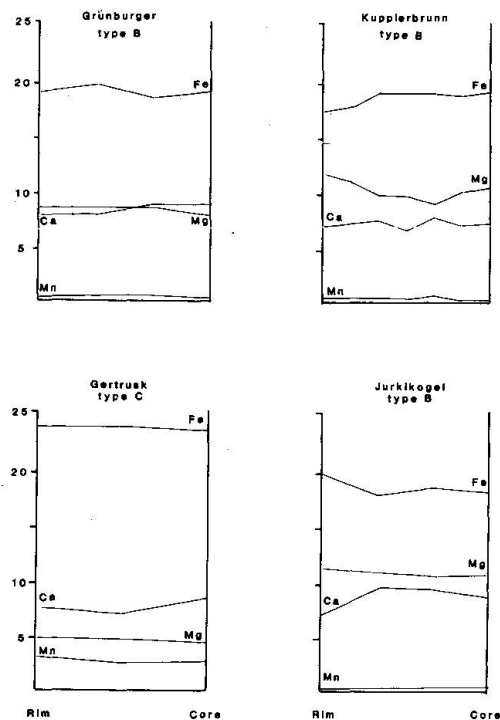 Grünburger
type B
25
20
10
5
Fe
Ca
Mg
Mn
Kupplerbrunn
type B
Fe
Mg
Ca
Mn
Gertrusk
type C
25
20
10
5
Fe
Ca
Mg
Mn
Rim
Core
Jurkikogel
type B
Fe
Mg
Ca
Mn
Rim
Core